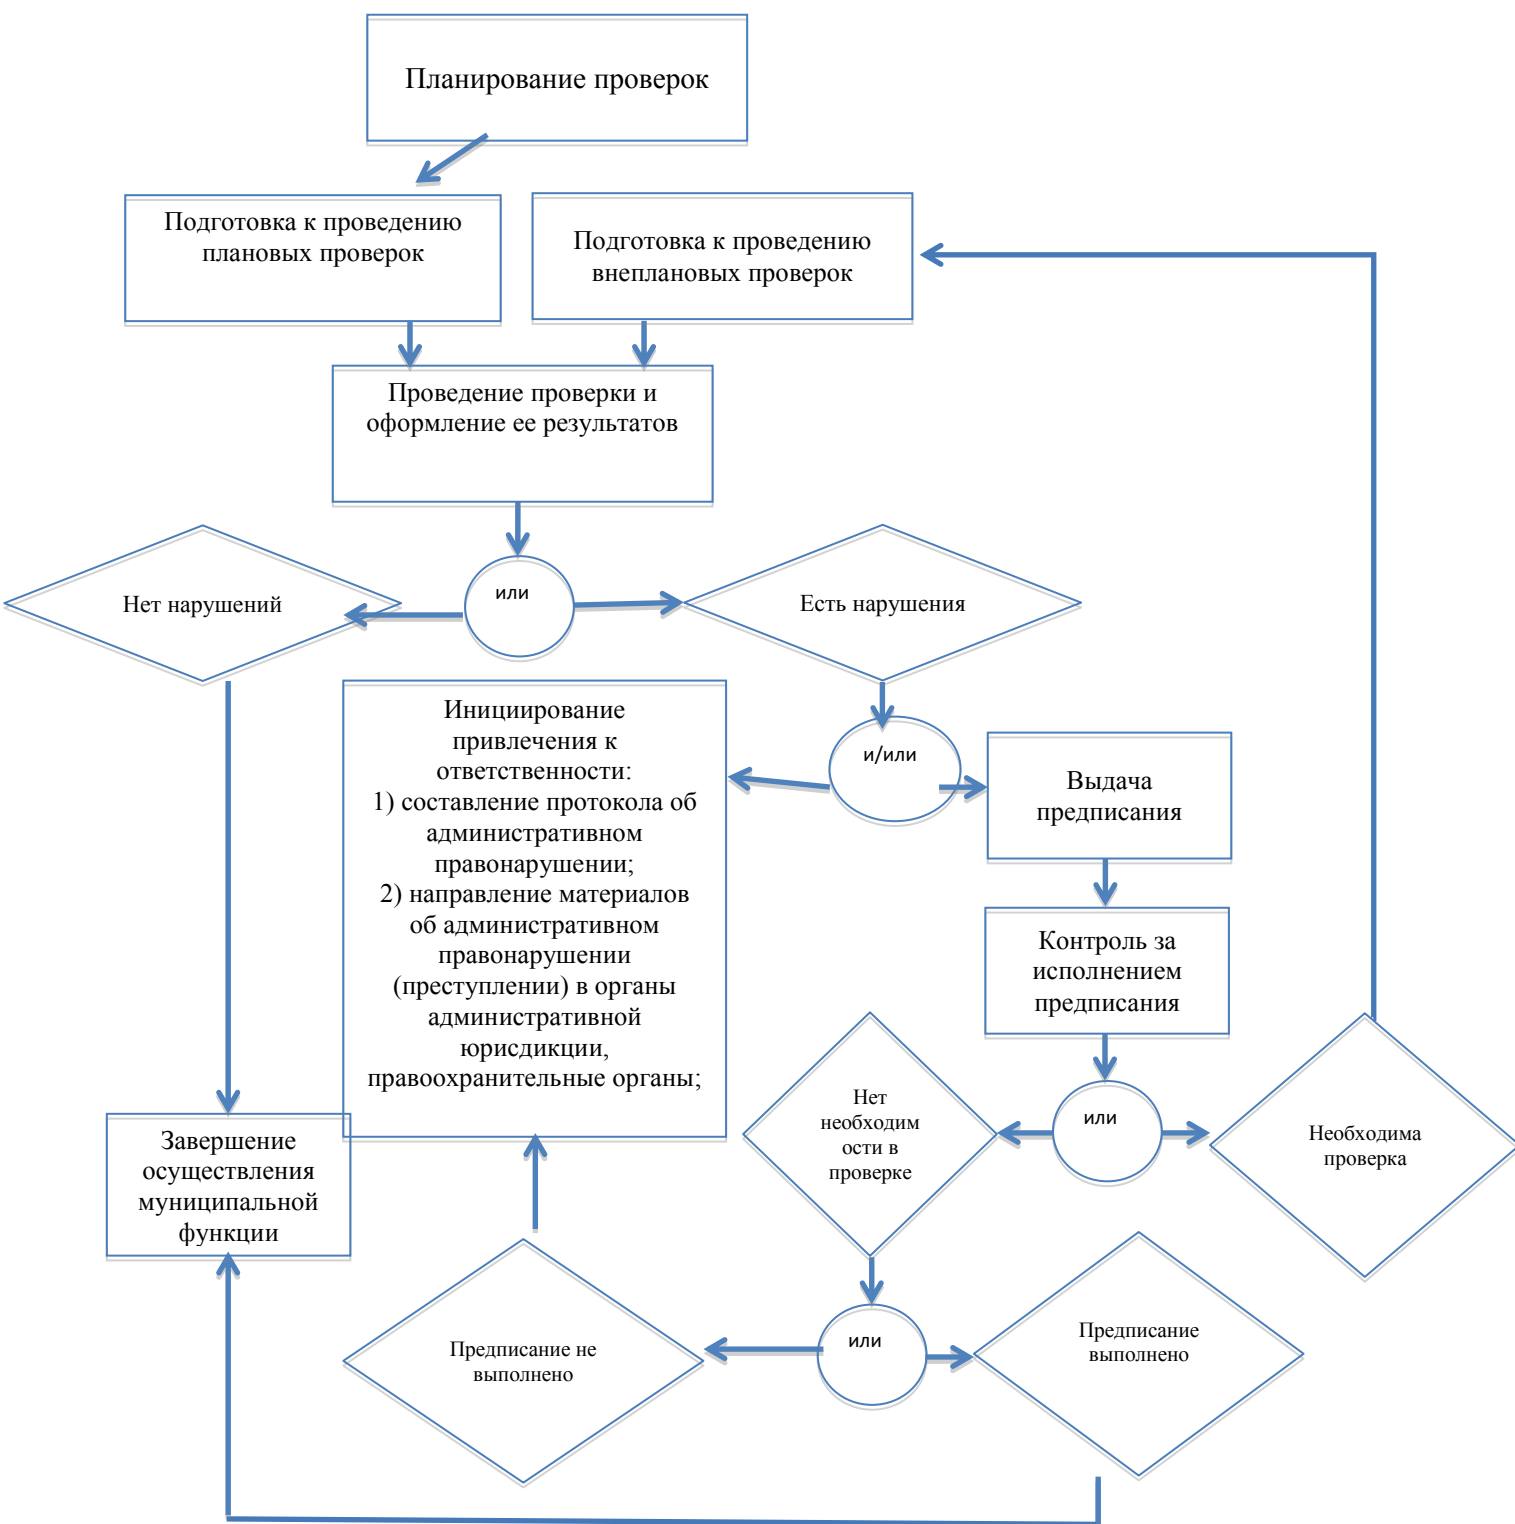 Планирование проверок
Подготовка к проведению
плановых проверок
Подготовка к проведению
внеплановых проверок
Проведение проверки и
оформление ее результатов
Нет нарушений
или
Есть нарушения
Инициирование
привлечения к
ответственности:
1) составление протокола об
административном
правонарушении;
2) направление материалов
об административном
правонарушении
(преступлении) в органы
административной
юрисдикции,
правоохранительные органы;
и/или
Выдача
предписания
Контроль за
исполнением
предписания
Нет
необходим
ости в
проверке
или
Необходима
проверка
Завершение
осуществления
муниципальной
функции
Предписание не
выполнено
или
Предписание
выполнено